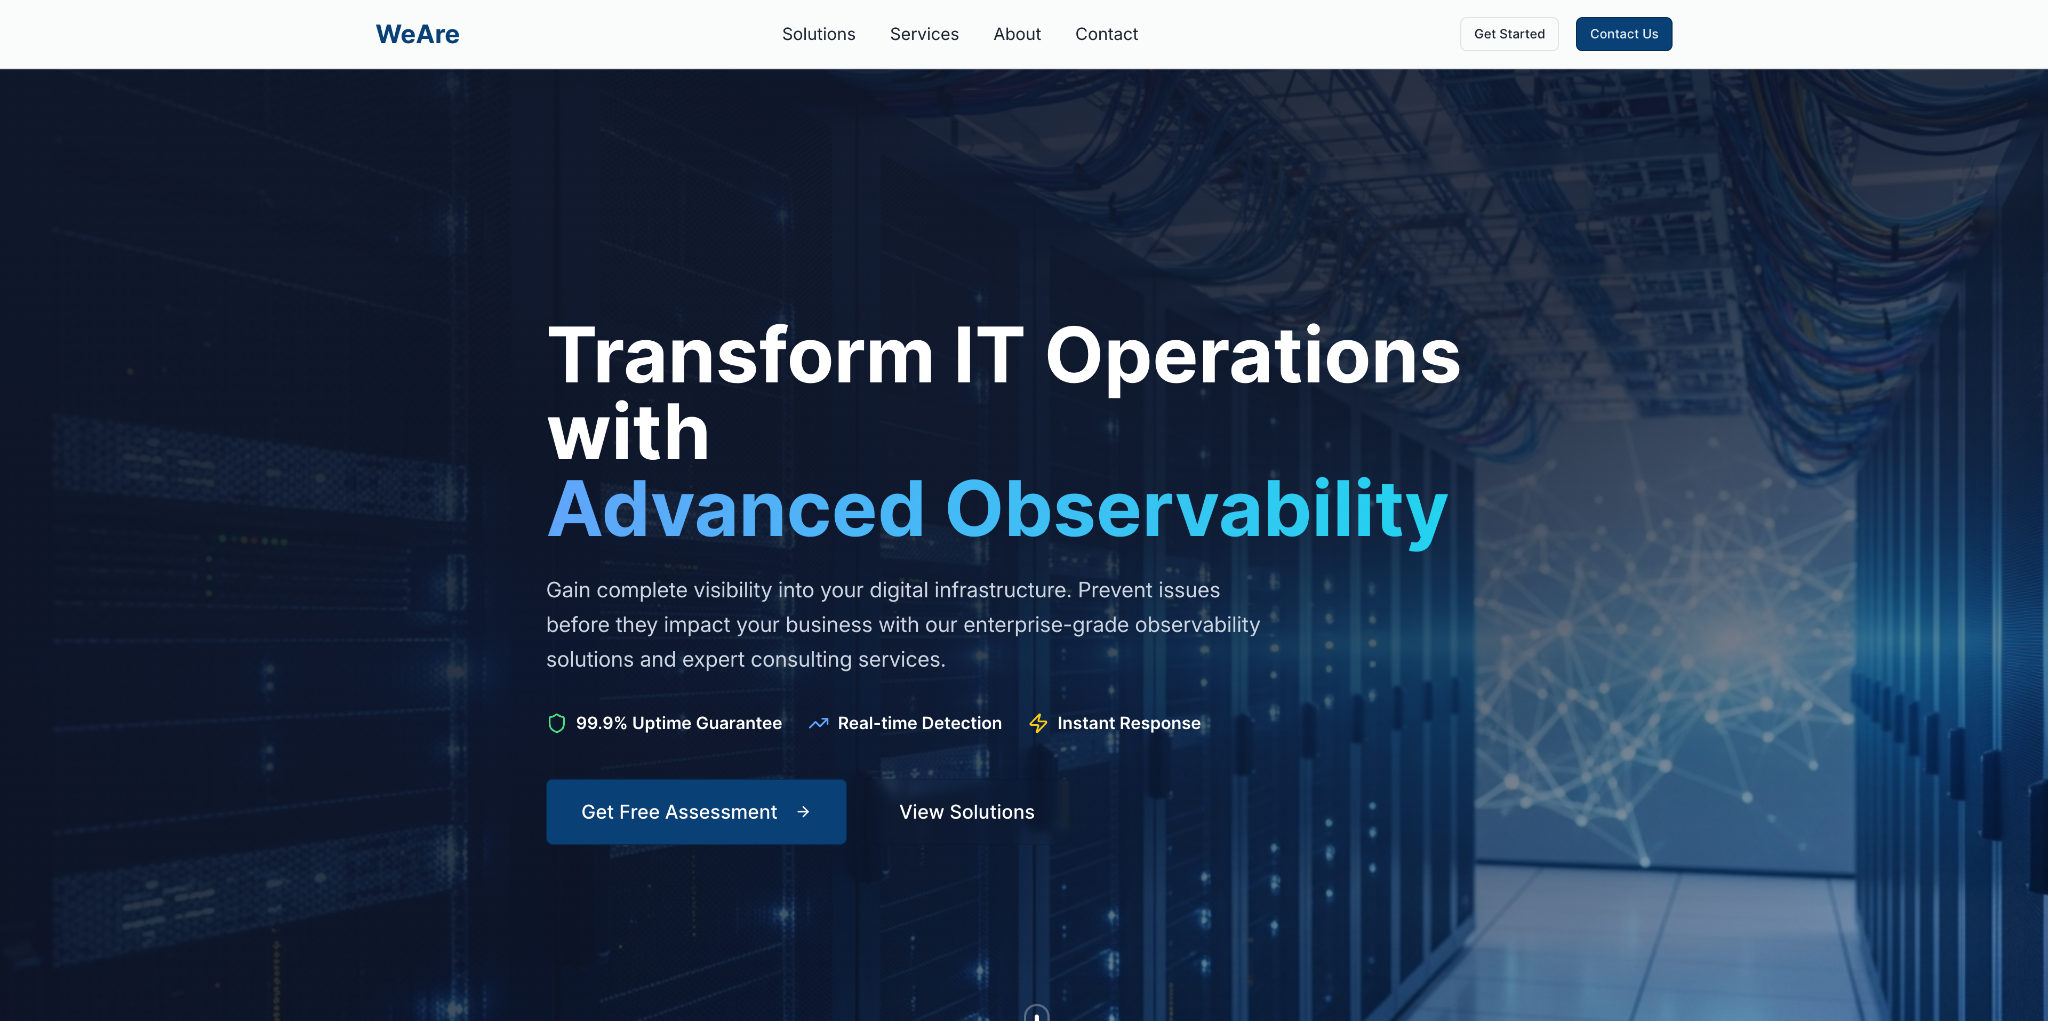 WeAre
Solutions
Services
About
Contact
Get Started
Contact Us
Transform IT Operations
with
Advanced Observability
Gain complete visibility into your digital infrastructure. Prevent issues
before they impact your business with our enterprise-grade observability
solutions and expert consulting services.
99.9% Uptime Guarantee
Real-time Detection
Instant Response
Get Free Assessment
View Solutions